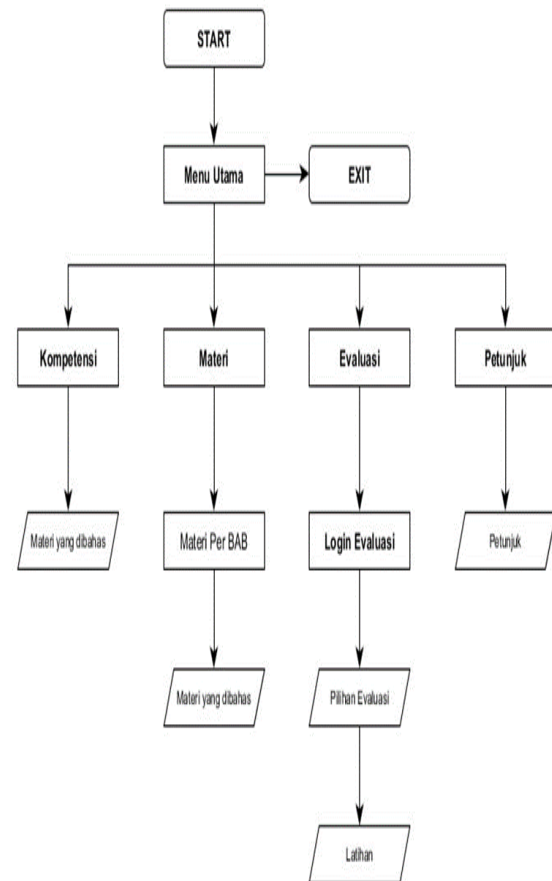 START
Menu Utama
EXIT
Kompetensi
Materi
Evaluasi
Petunjuk
Materi yang dibahas
Materi Per BAB
Login Evaluasi
Petunjuk
Materi yang dibahas
Pilihan Evaluasi
Latihan